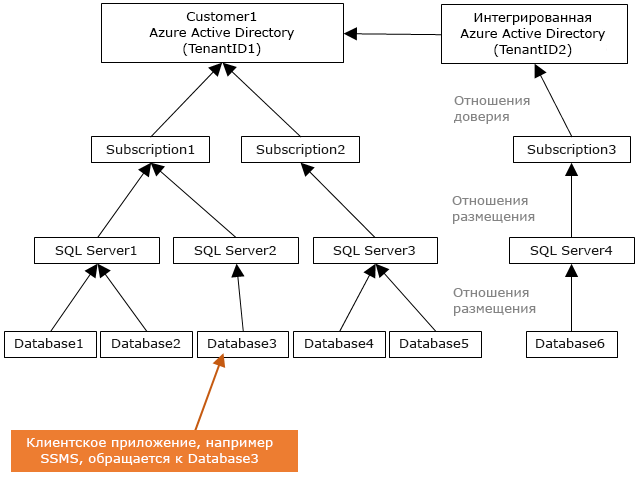 Customer1
Azure Active Directory
(TenantID1)
Интегрированная
Azure Active Directory
(TenantID2)
Отношения
доверия
Subscription1
Subscription2
Subscription3
Отношения
размещения
SQL Server1
SQL Server2
SQL Server3
SQL Server4
Отношения
размещения
Database1
Database2
Database3
Database4
Database5
Database6
Клиентское приложение, например
SSMS, обращается к Database3